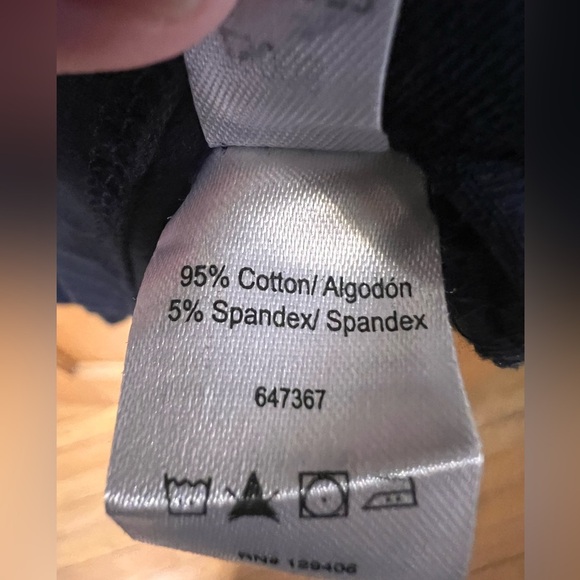 95% Cotton/ Algodón
5% Spandex/ Spandex
647367
RN# 129406